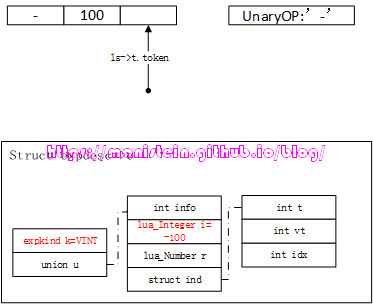 - 100
UnaryOP:’ -’
ls->t.token
https://manistein.github.io/blog/
Struct expdesc e
int info
lua_Integer i=
-100
lua_Number r
struct ind
expkind k=VINT
union u
int t
int vt
int idx